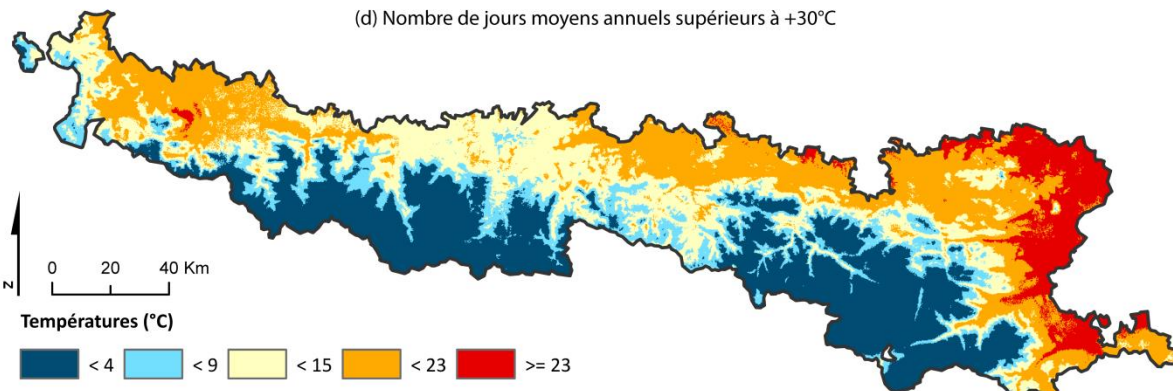 (d) Nombre de jours moyens annuels supérieurs à +30°C
N
0 20 40 Km
Températures (°C)
< 4 < 9 < 15 < 23 >= 23